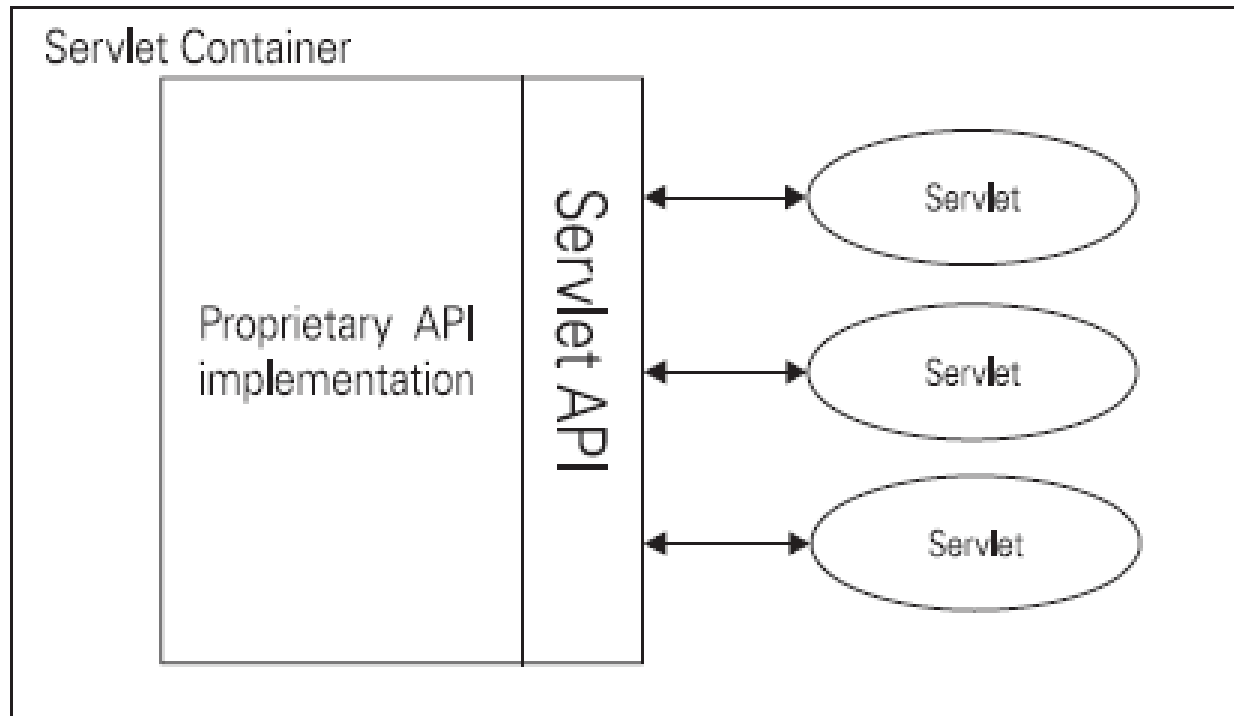 Servlet Container
Proprietary API
implementation
Servlet API
Servlet
Servlet
Servlet